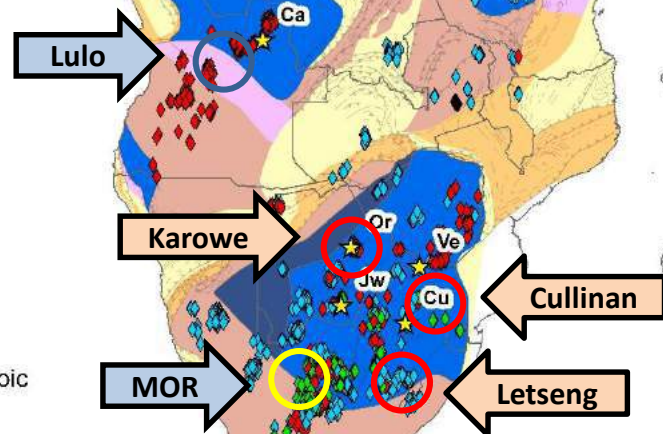 Ca
Lulo
Or
Karowe
Ve
Jw
Cu
Cullinan
MOR
Letseng
oic